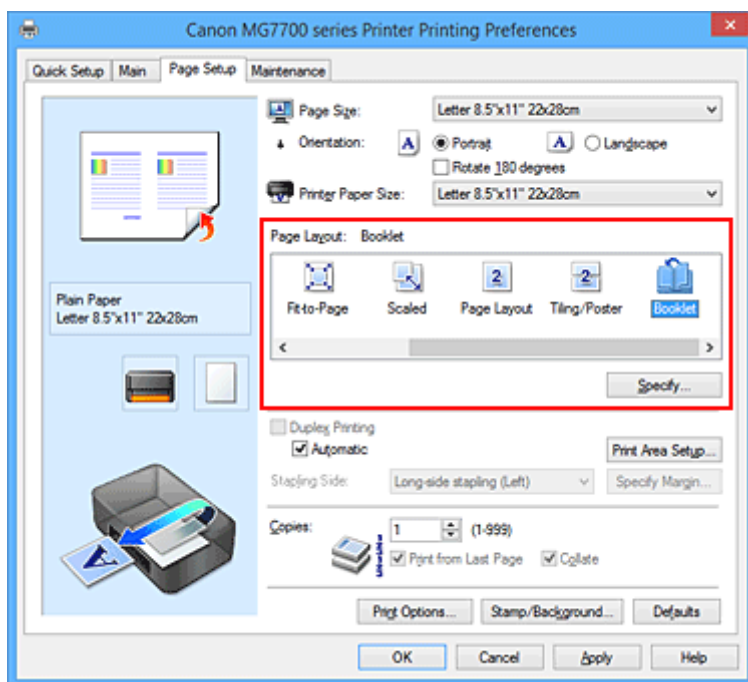 Canon MG7700 series Printer Printing Preferences
Quick Setup Main Page Setup Maintenance
Page Size: Letter 8.5"x11" 22x28cm
Orientation: A Portrait A Landscape
Rotate 180 degrees
Printer Paper Size: Letter 8.5"x11" 22x28cm
Page Layout: Booklet
2 2
Fit-to-Page Scaled Page Layout Tiling/Poster Booklet
Specify...
Plain Paper
Letter 8.5"x11" 22x28cm
Duplex Printing
Automatic
Print Area Setup...
Stapling Side: Long-side stapling (Left) Specify Margin...
Copies: 1 (1-999)
Print from Last Page Collate
A
Print Options... Stamp/Background... Defaults
OK Cancel Apply Help